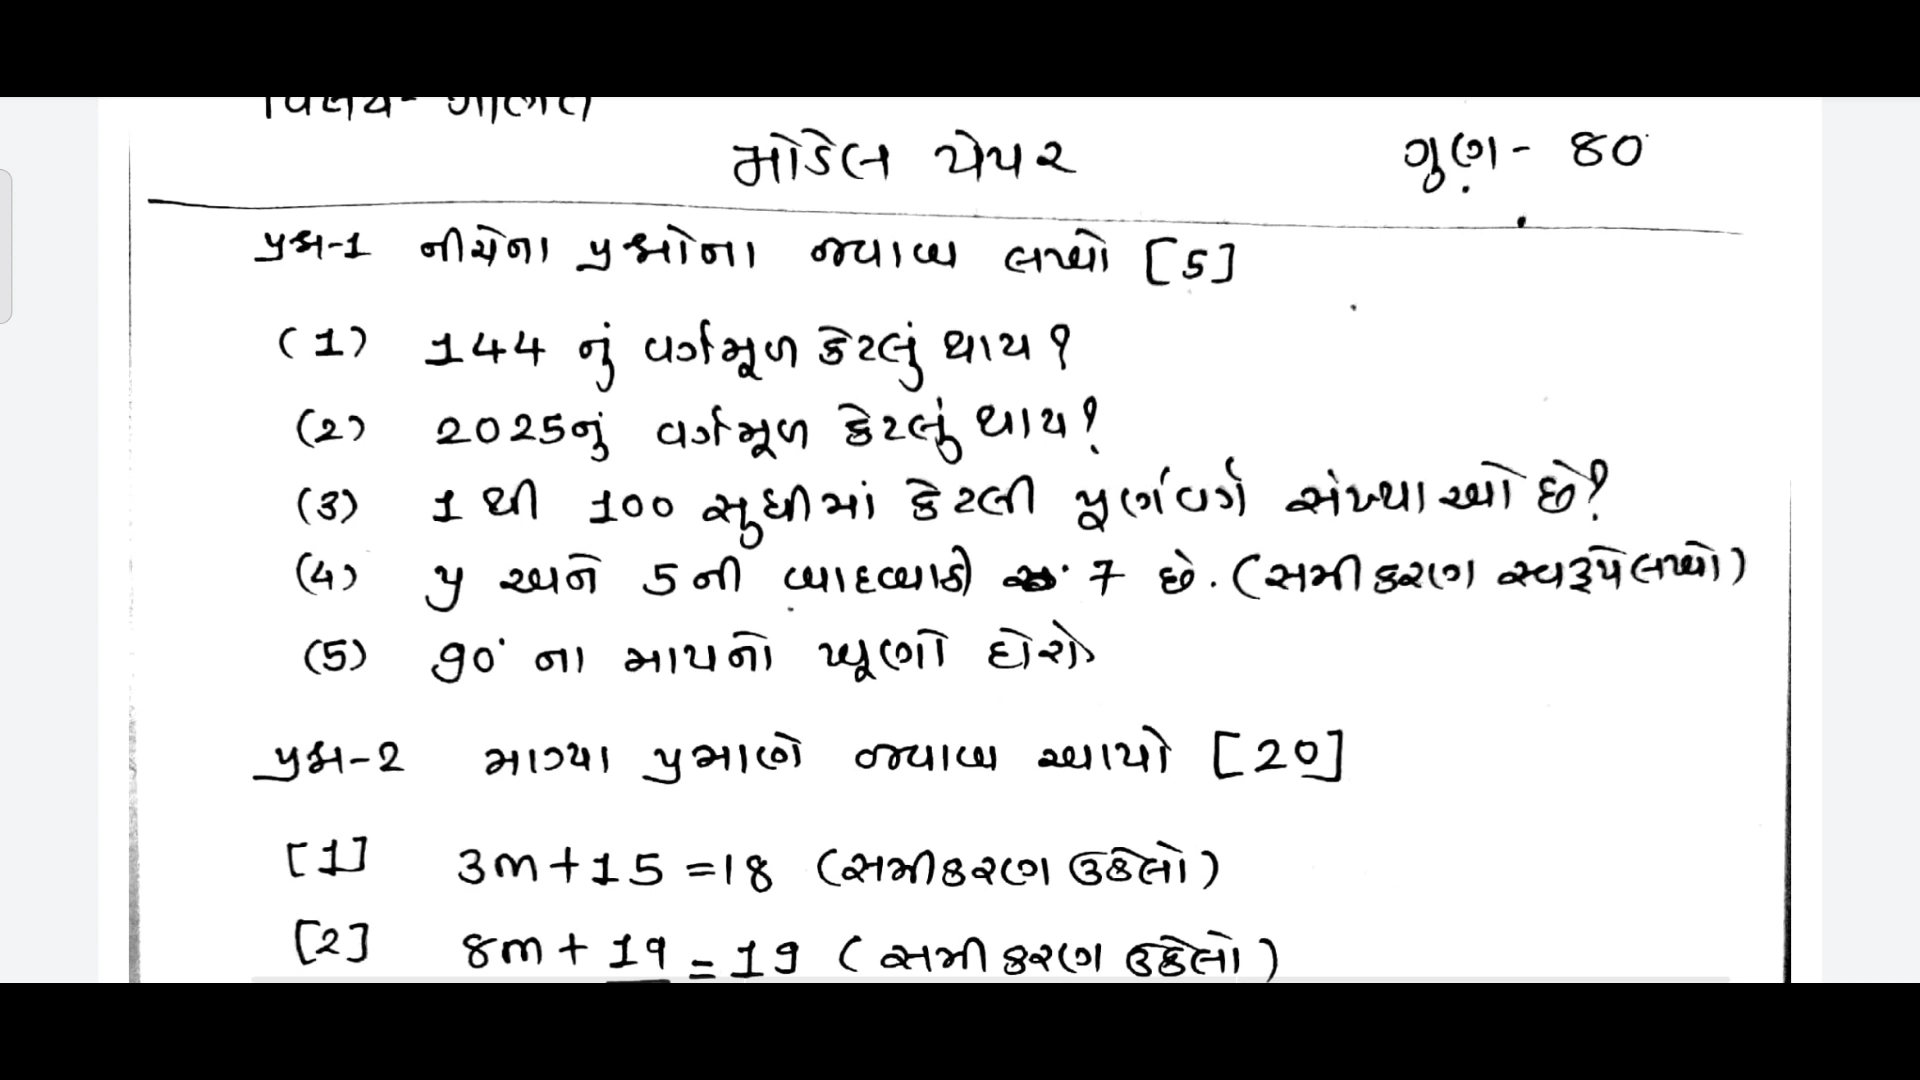 વિષય- ગણિત
મોડેલ પેપર
ગુણ - 80
પ્રશ્ન-1 નીચેના પ્રશ્નોના જવાબ લખો [5]
(1) 144 નું વર્ગમૂળ કેટલું થાય?
(2) 2025નું વર્ગમૂળ કેટલું થાય?
(3) 1 થી 100 સુધીમાં કેટલી પૂર્ણવર્ગ સંખ્યાઓ છે?
(4) y અને 5ની બાદબાકી 7 છે. (સમીકરણ સ્વરૂપે લખો)
(5) 90° ના માપનો ખૂણો દોરો
પ્રશ્ન-2 માગ્યા પ્રમાણે જવાબ આપો [20]
[1] 3m+15=18 (સમીકરણ ઉકેલો)
[2] 8m+19=19 (સમીકરણ ઉકેલો)